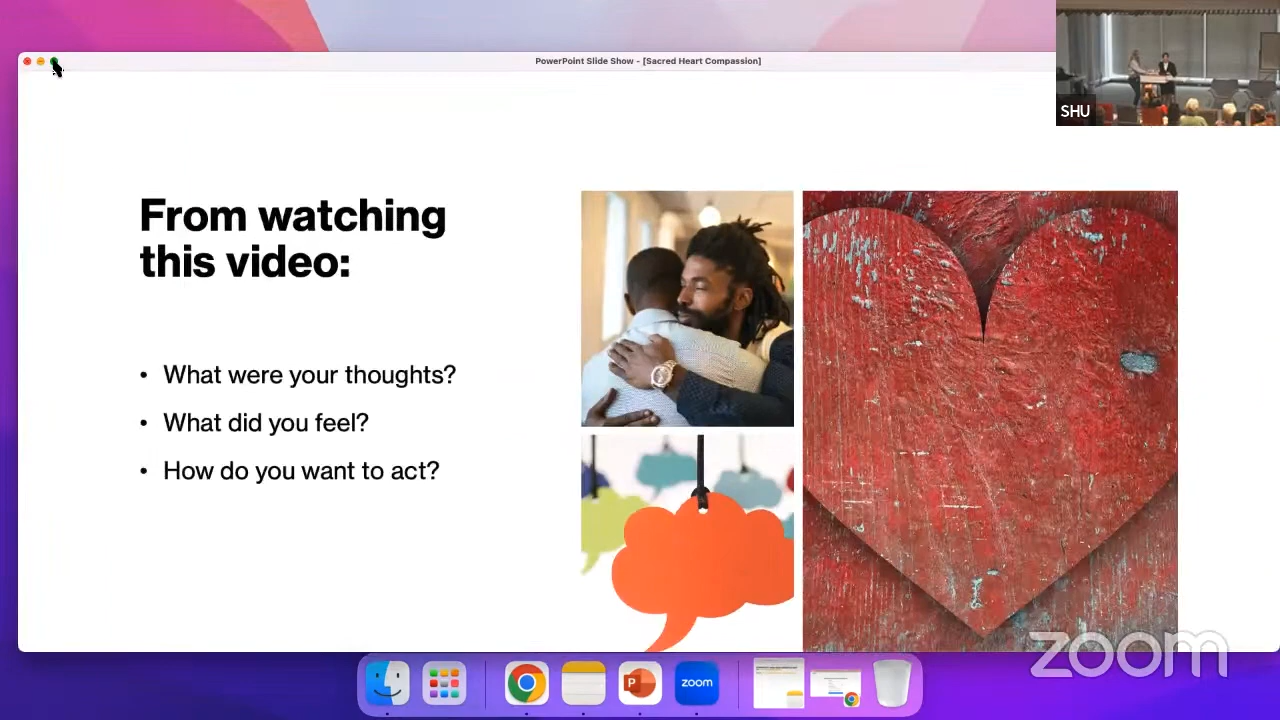 PowerPoint Slide Show - [Sacred Heart Compassion]
SHU
From watching
this video:
• What were your thoughts?
• What did you feel?
• How do you want to act?
P
zoom
zoom